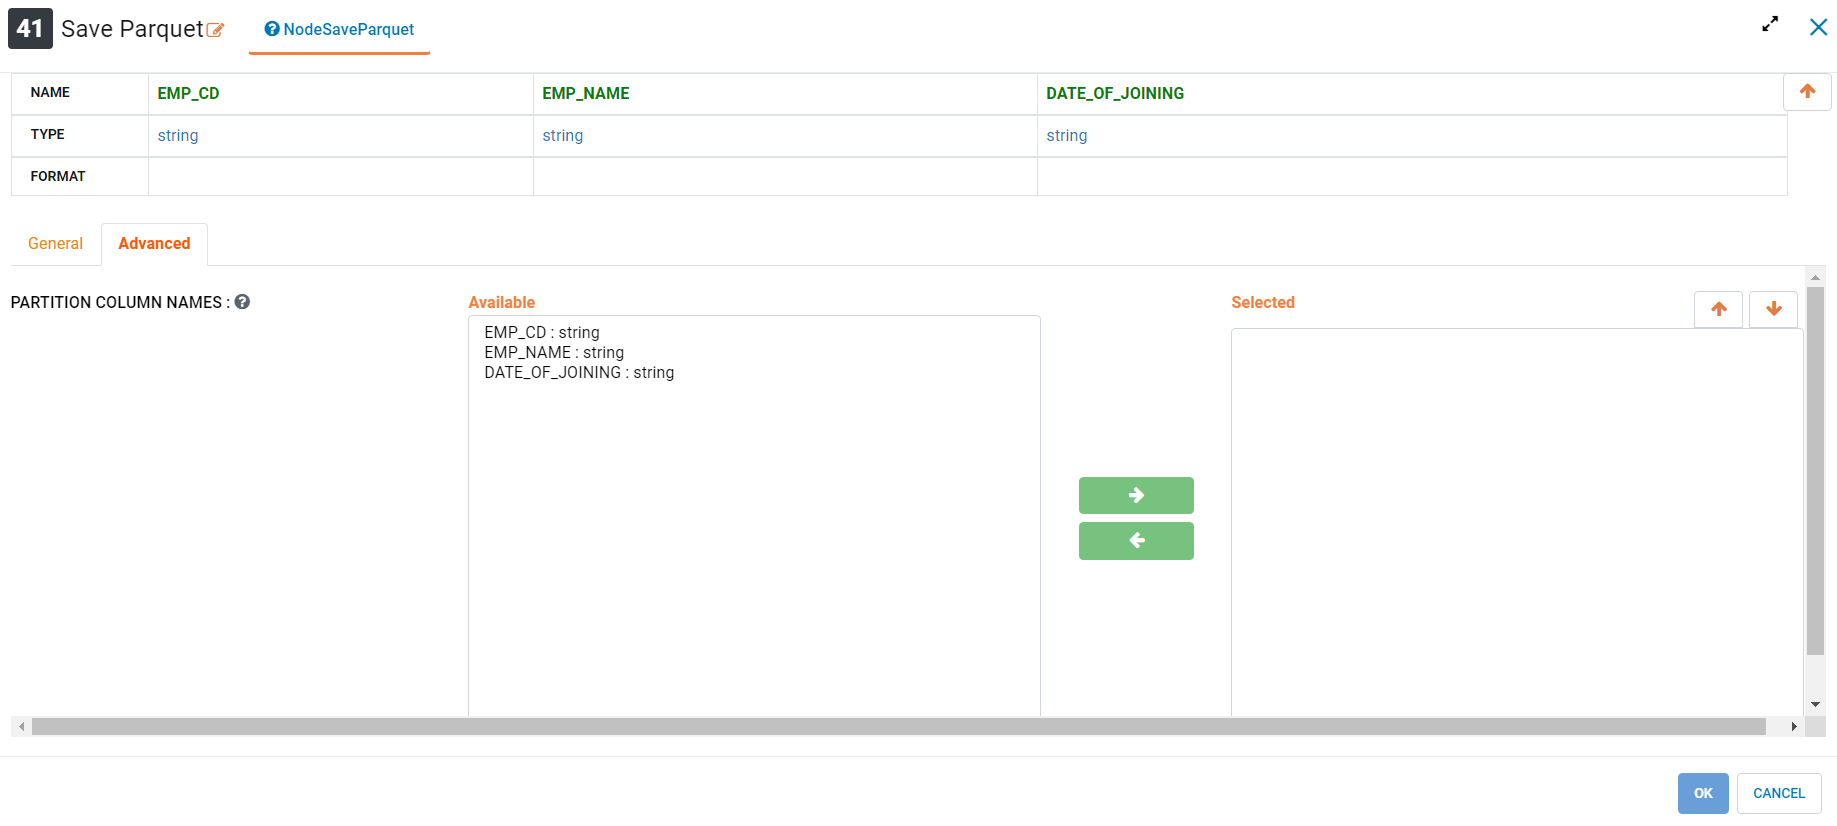 41 Save Parquet NodeSaveParquet
NAME EMP_CD EMP_NAME DATE_OF_JOINING
TYPE string string string
FORMAT
General Advanced
PARTITION COLUMN NAMES : Available Selected
EMP_CD : string
EMP_NAME : string
DATE_OF_JOINING : string
OK CANCEL